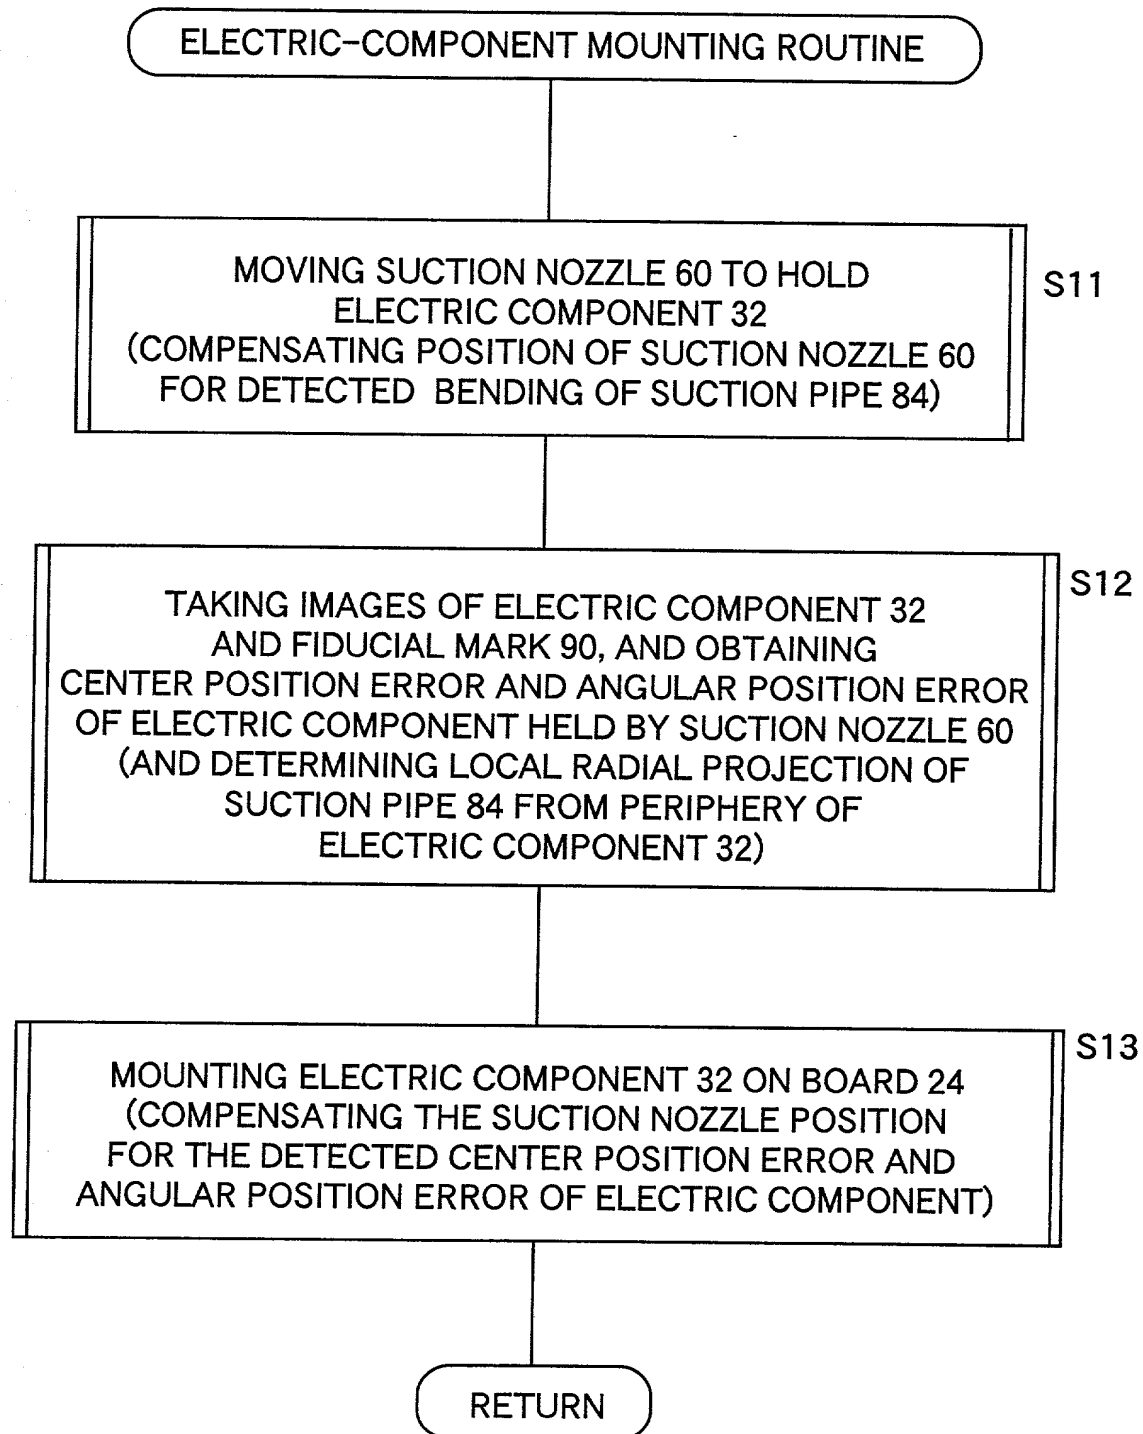 ELECTRIC-COMPONENT MOUNTING ROUTINE
S11
MOVING SUCTION NOZZLE 60 TO HOLD
ELECTRIC COMPONENT 32
(COMPENSATING POSITION OF SUCTION NOZZLE 60
FOR DETECTED BENDING OF SUCTION PIPE 84)
S12
TAKING IMAGES OF ELECTRIC COMPONENT 32
AND FIDUCIAL MARK 90, AND OBTAINING
CENTER POSITION ERROR AND ANGULAR POSITION ERROR
OF ELECTRIC COMPONENT HELD BY SUCTION NOZZLE 60
(AND DETERMINING LOCAL RADIAL PROJECTION OF
SUCTION PIPE 84 FROM PERIPHERY OF
ELECTRIC COMPONENT 32)
S13
MOUNTING ELECTRIC COMPONENT 32 ON BOARD 24
(COMPENSATING THE SUCTION NOZZLE POSITION
FOR THE DETECTED CENTER POSITION ERROR AND
ANGULAR POSITION ERROR OF ELECTRIC COMPONENT)
RETURN